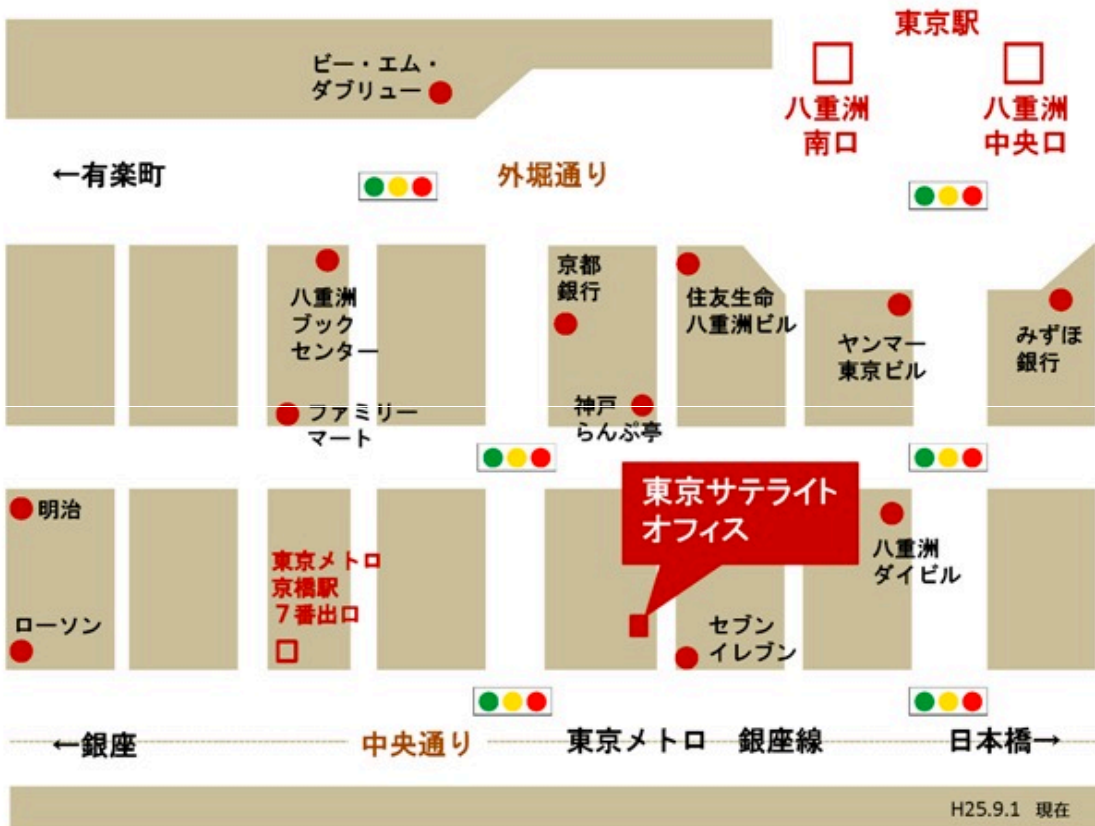 東京駅
ビー・エム・
ダブリュー
八重洲
南口
八重洲
中央口
←有楽町
外堀通り
八重洲
ブック
センター
京都
銀行
住友生命
八重洲ビル
ヤンマー
東京ビル
みずほ
銀行
ファミリー
マート
神戸
らんぷ亭
東京サテライト
オフィス
明治
八重洲
ダイビル
東京メトロ
京橋駅
7番出口
ローソン
セブン
イレブン
←銀座
中央通り
東京メトロ 銀座線
日本橋→
H25.9.1 現在